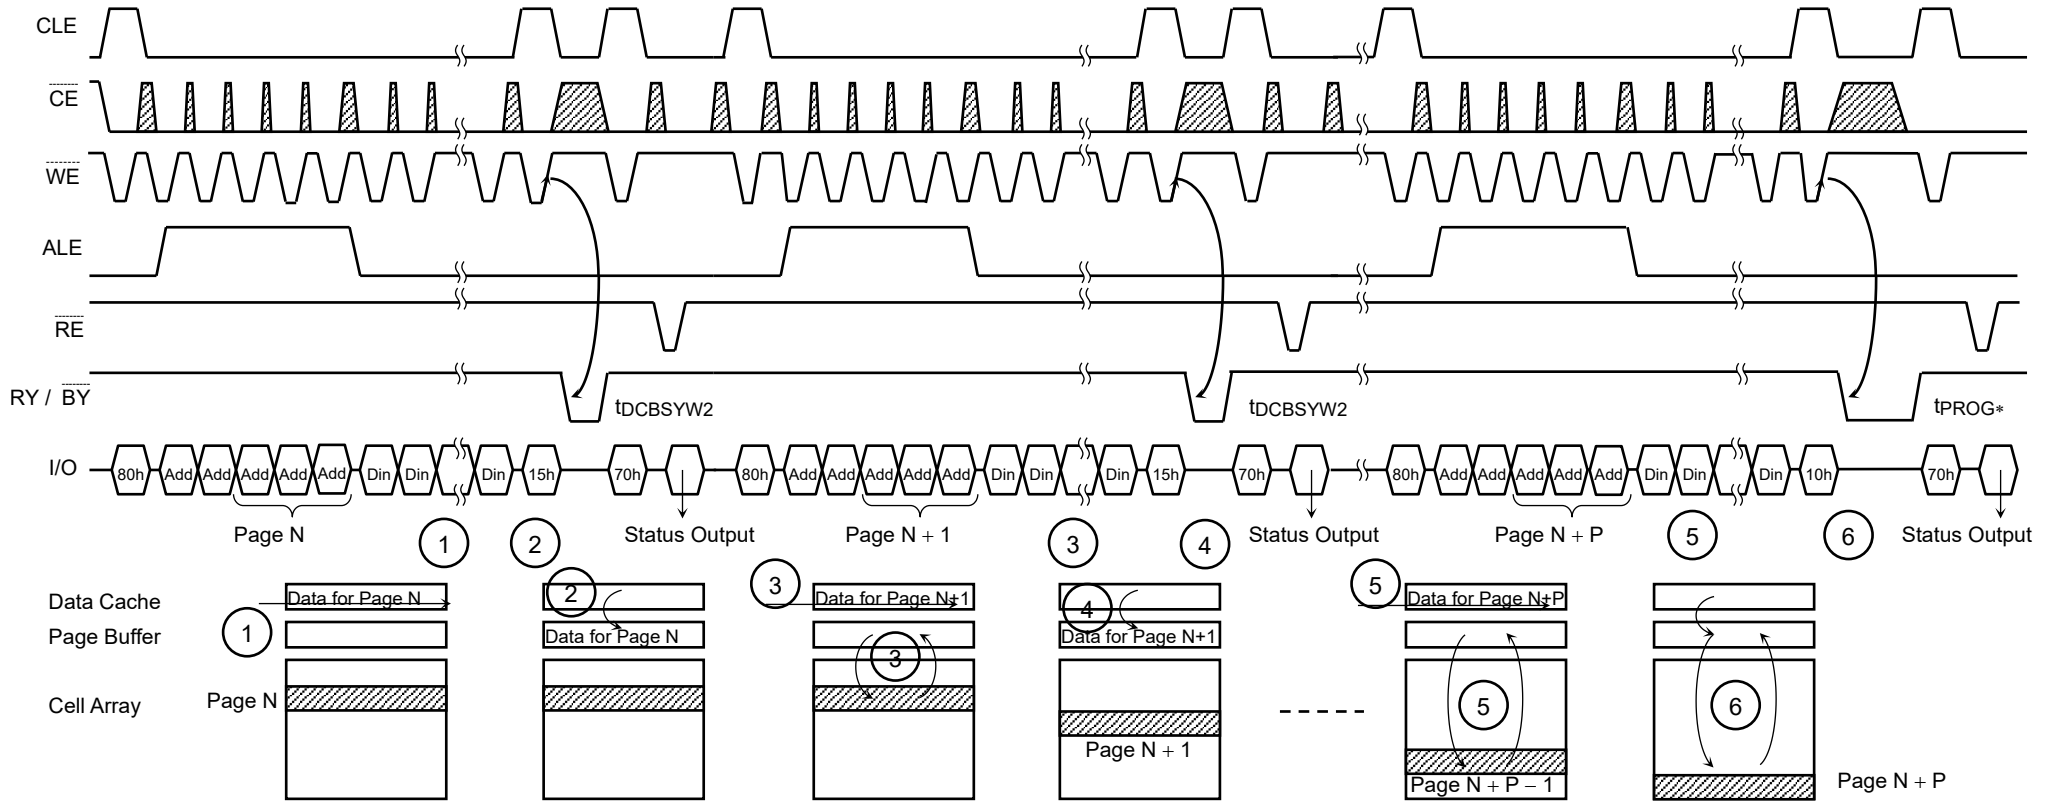 CLE
CE
WE
ALE
RE
RY / BY
tDCBSYW2 tDCBSYW2 tPROG*
I/O 80h Add Add Add Add Add Din Din Din 15h 70h 80h Add Add Add Add Add Din Din Din 15h 70h 80h Add Add Add Add Add Din Din Din 10h 70h
Page N Status Output Page N + 1 Status Output Page N + P Status Output
1 2 3 4 5 6
2 3 4 5
Data Cache Data for Page N Data for Page N+1 Data for Page N+P
1
Page Buffer Data for Page N Data for Page N+1
3
Cell Array Page N 5 6
Page N + 1
Page N + P − 1 Page N + P